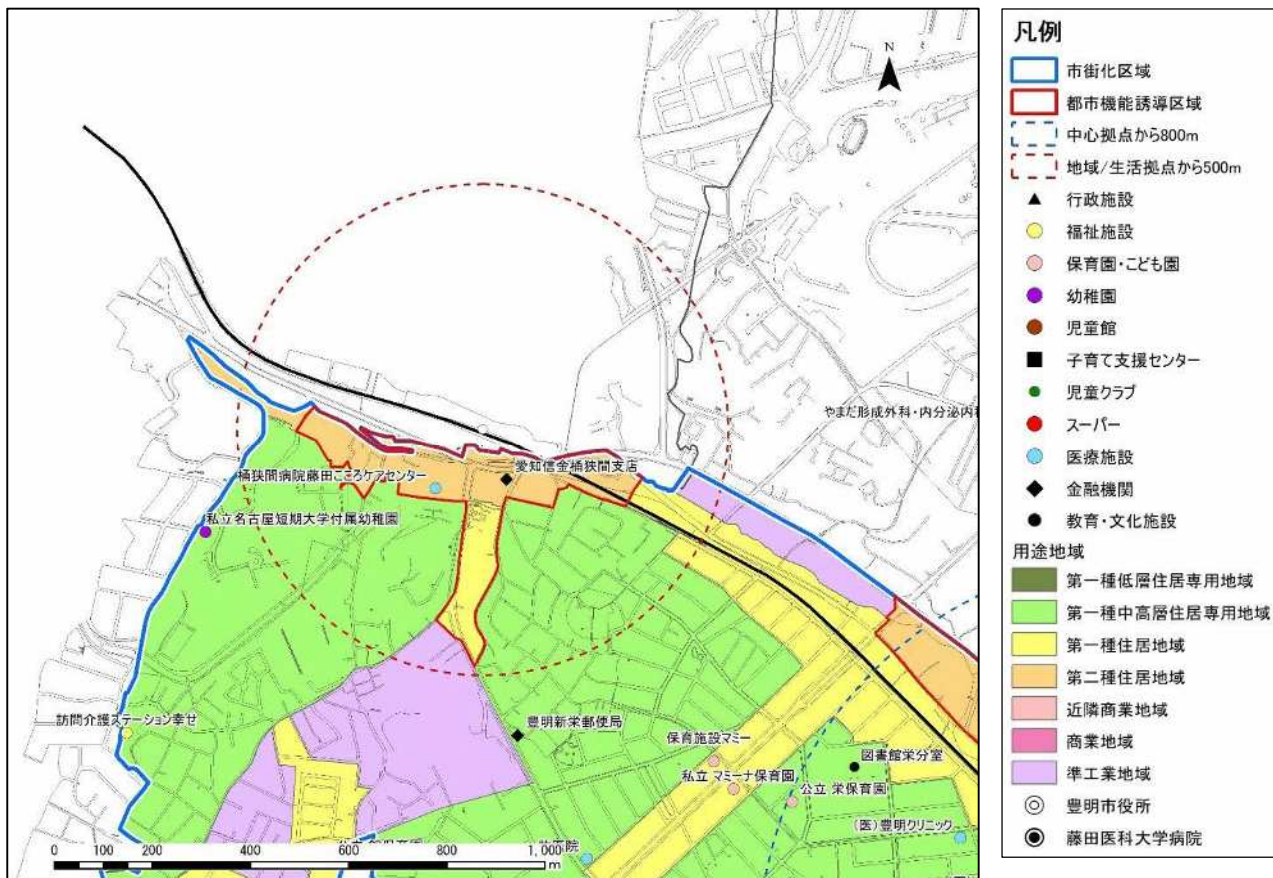 N
やまだ形成外科・内分泌内科
愛知信金桶狭間支店
桶狭間病院藤田こころケアセンター
私立名古屋短期大学付属幼稚園
訪問介護ステーション幸せ
豊明新栄郵便局
保育施設マミー
図書館栄分室
私立 マミーナ保育園
公立 栄保育園
(医)豊明クリニック
0 100 200 400 600 800 1,000
m
凡例
市街化区域
都市機能誘導区域
中心拠点から800m
地域/生活拠点から500m
行政施設
福祉施設
保育園・こども園
幼稚園
児童館
子育て支援センター
児童クラブ
スーパー
医療施設
金融機関
教育・文化施設
用途地域
第一種低層住居専用地域
第一種中高層住居専用地域
第一種住居地域
第二種住居地域
近隣商業地域
商業地域
準工業地域
豊明市役所
藤田医科大学病院